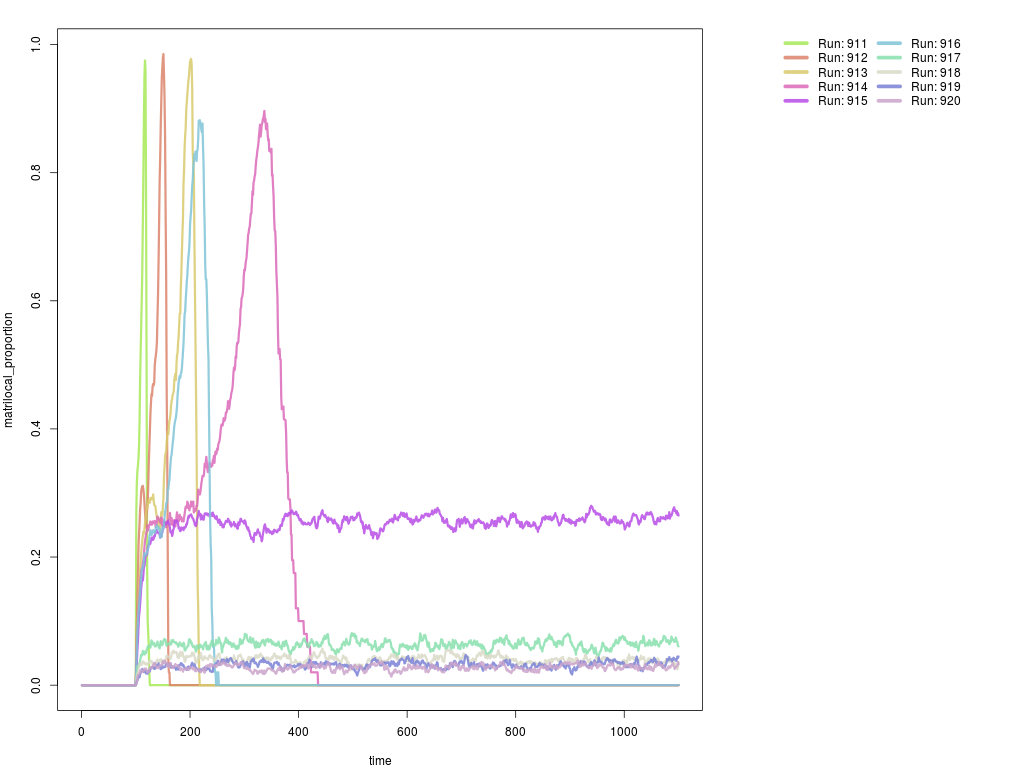 Run: 911 Run: 916
Run: 912 Run: 917
Run: 913 Run: 918
Run: 914 Run: 919
Run: 915 Run: 920
1.0
0.8
0.6
0.4
0.2
0.0
matrilocal_proportion
0 200 400 600 800 1000
time